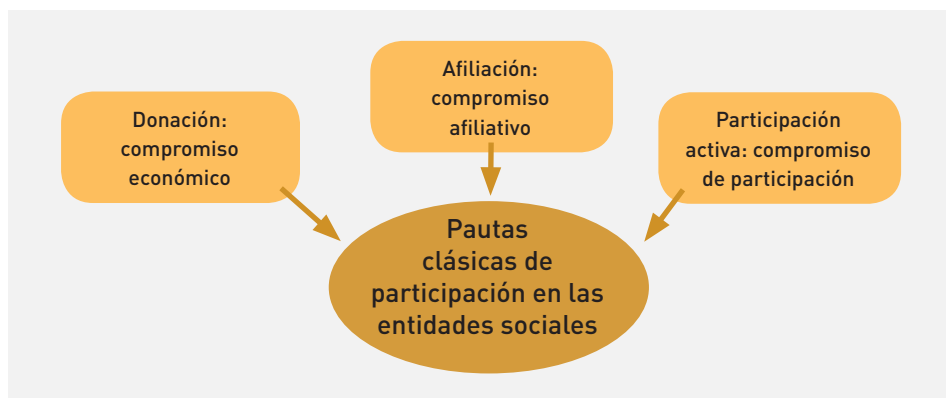 Donación:
compromiso
económico
Afiliación:
compromiso
afiliativo
Participación
activa: compromiso
de participación
Pautas
clásicas de
participación en las
entidades sociales